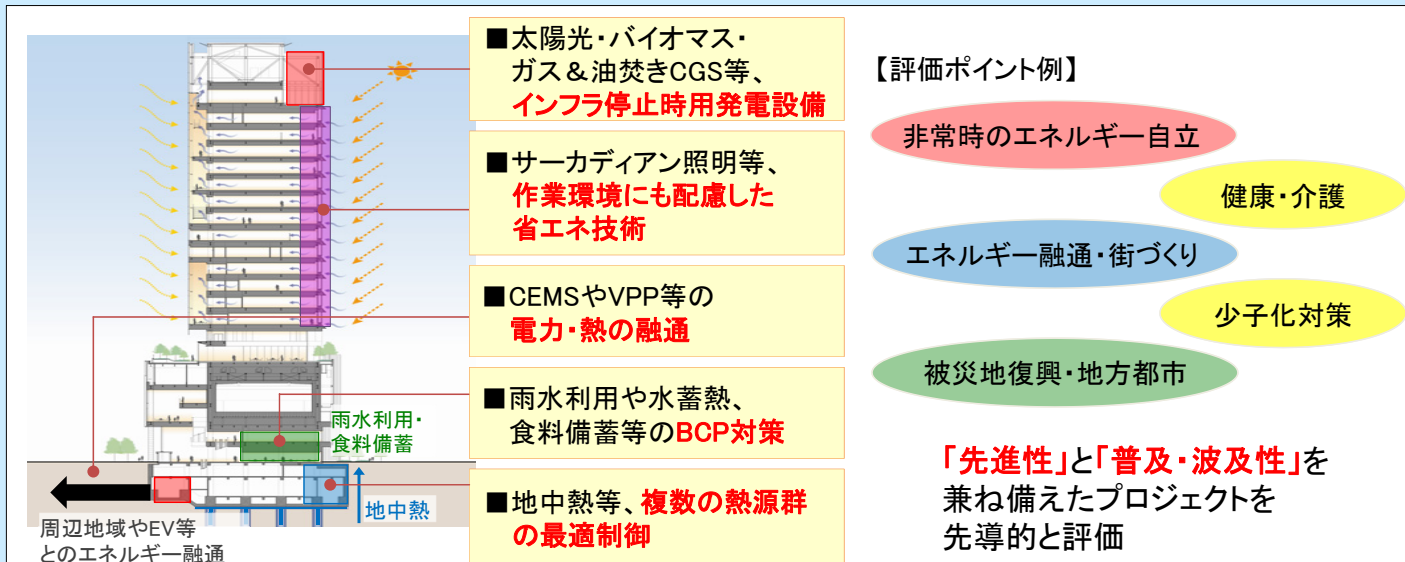 ■太陽光・バイオマス・
ガス＆油焚きCGS等、
インフラ停止時用発電設備
■サーカディアン照明等、
作業環境にも配慮した
省エネ技術
■CEMSやVPP等の
電力・熱の融通
■雨水利用や水蓄熱、
食料備蓄等のBCP対策
■地中熱等、複数の熱源群
の最適制御
雨水利用・
食料備蓄
地中熱
周辺地域やEV等
とのエネルギー融通
【評価ポイント例】
非常時のエネルギー自立
健康・介護
エネルギー融通・街づくり
少子化対策
被災地復興・地方都市
「先進性」と「普及・波及性」を
兼ね備えたプロジェクトを
先導的と評価